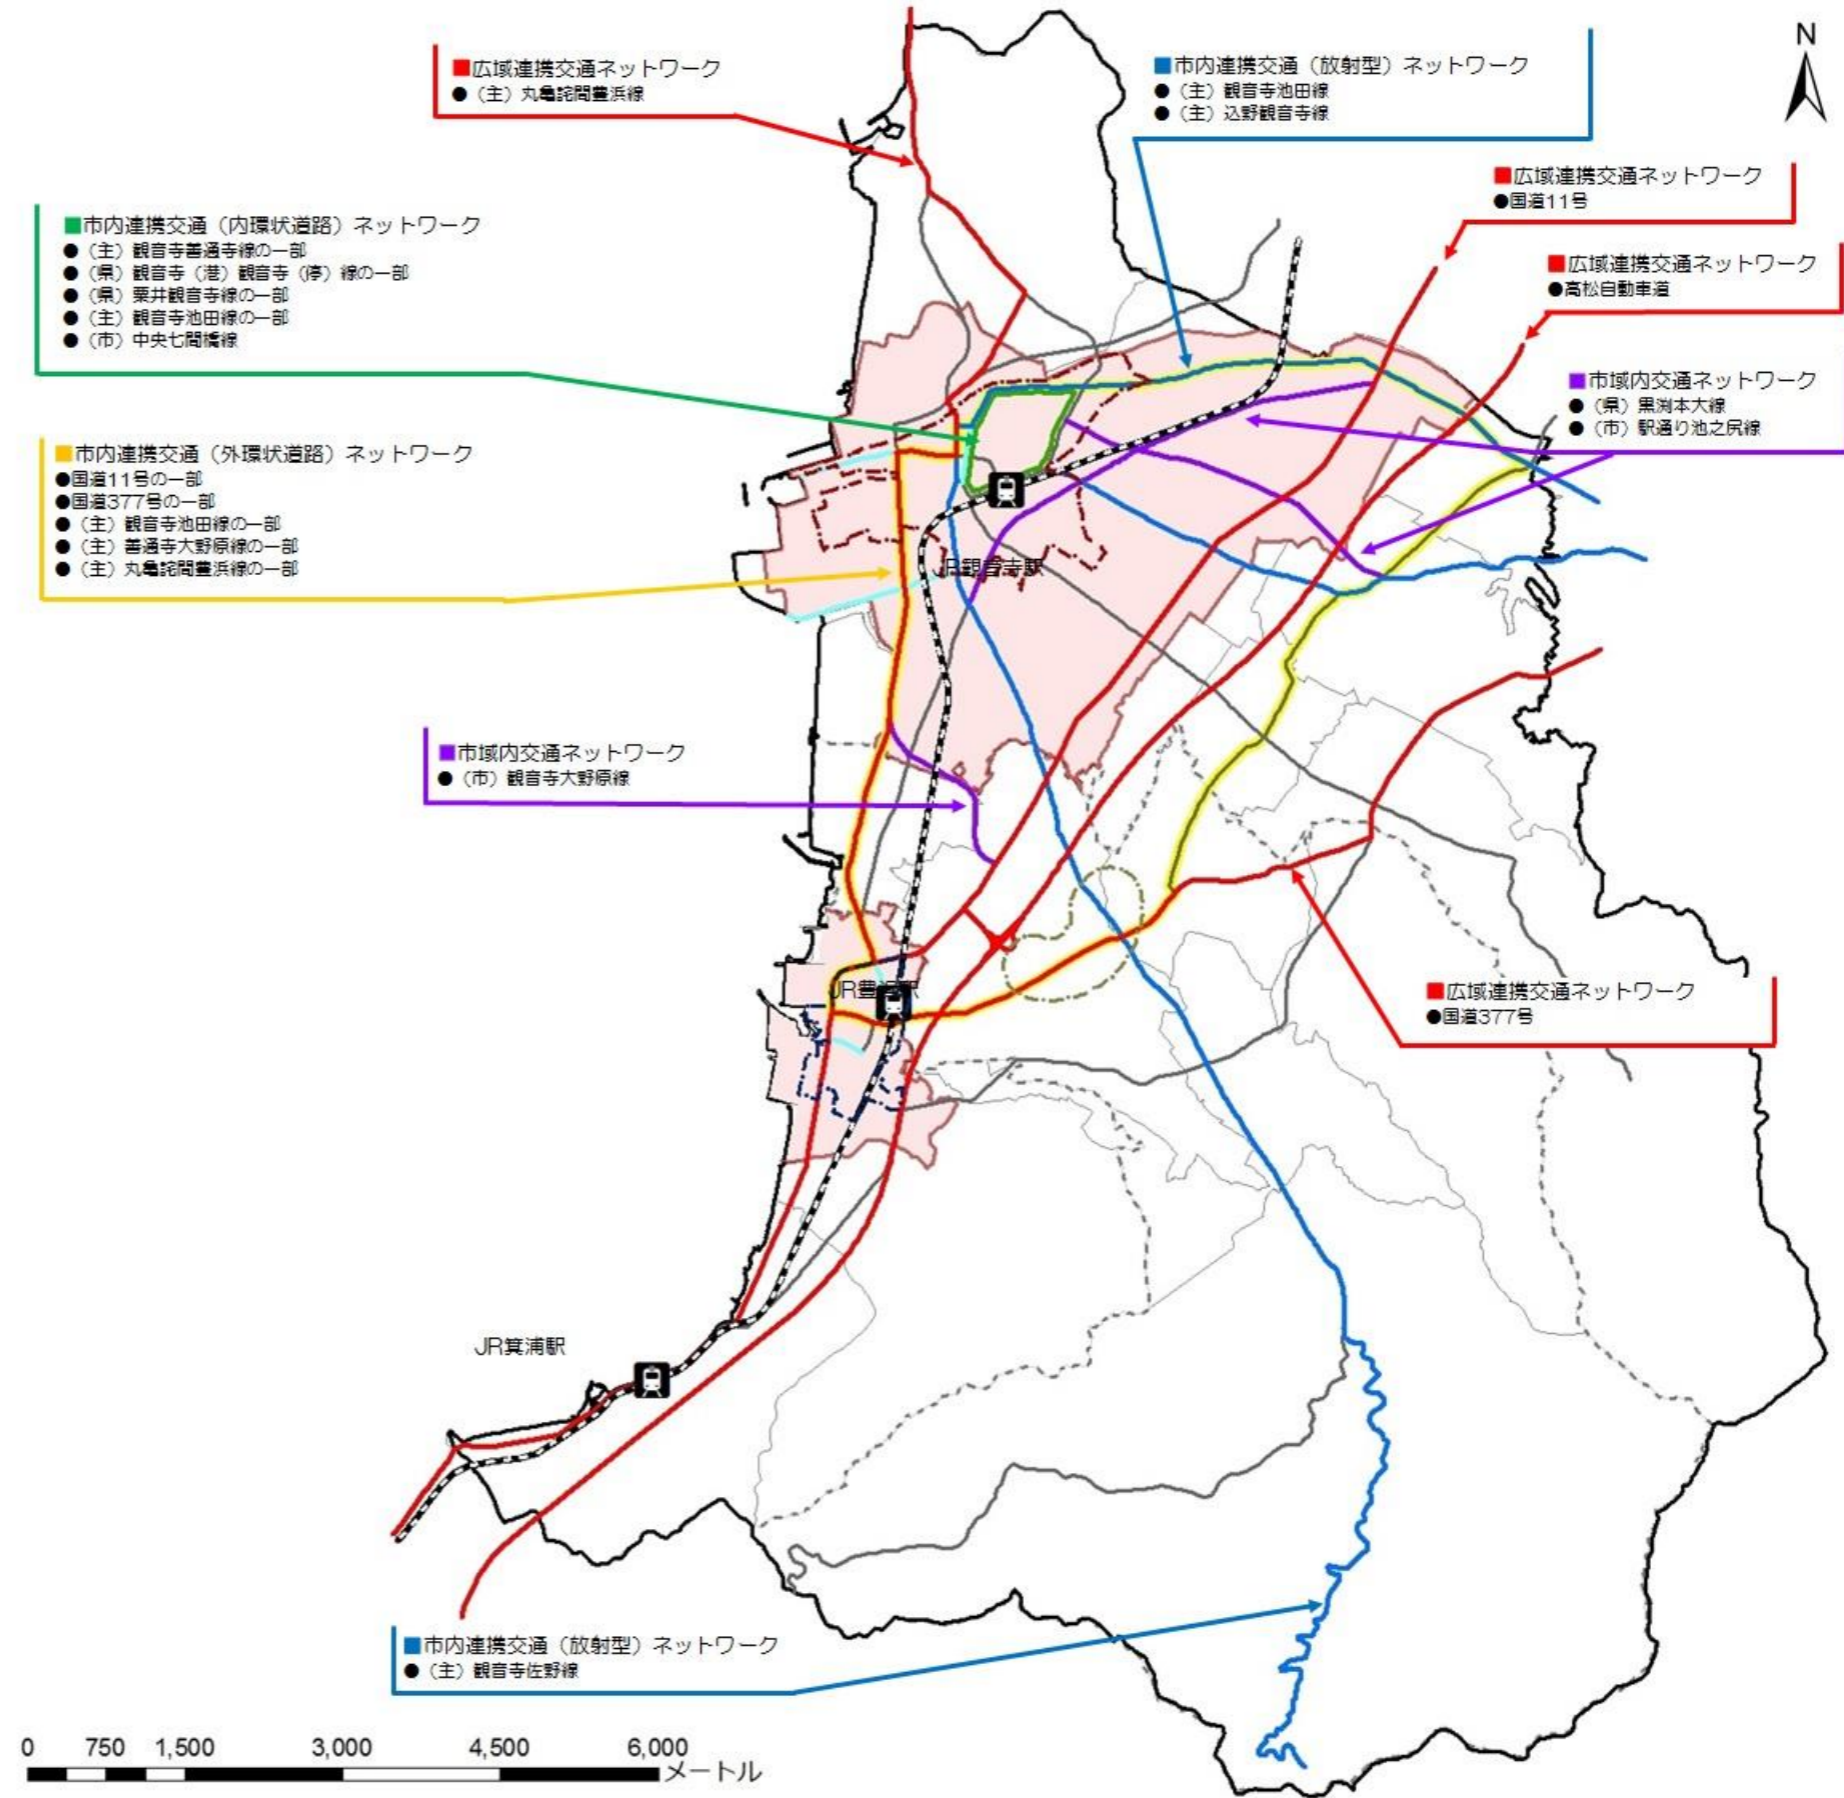 N
■広域連携交通ネットワーク
●（主）丸亀詫間豊浜線
■市内連携交通（放射型）ネットワーク
●（主）観音寺池田線
●（主）込野観音寺線
■広域連携交通ネットワーク
●国道11号
■市内連携交通（内環状道路）ネットワーク
●（主）観音寺善通寺線の一部
●（県）観音寺（港）観音寺（停）線の一部
●（県）粟井観音寺線の一部
●（主）観音寺池田線の一部
●（市）中央七間橋線
■広域連携交通ネットワーク
●高松自動車道
■市域内交通ネットワーク
●（県）黒渕本大線
●（市）駅通り池之尻線
■市内連携交通（外環状道路）ネットワーク
●国道11号の一部
●国道377号の一部
●（主）観音寺池田線の一部
●（主）善通寺大野原線の一部
●（主）丸亀詫間豊浜線の一部
JR観音寺駅
■市域内交通ネットワーク
●（市）観音寺大野原線
JR豊浜駅
■広域連携交通ネットワーク
●国道377号
JR箕浦駅
■市内連携交通（放射型）ネットワーク
●（主）観音寺佐野線
0 750 1,500 3,000 4,500 6,000
メートル